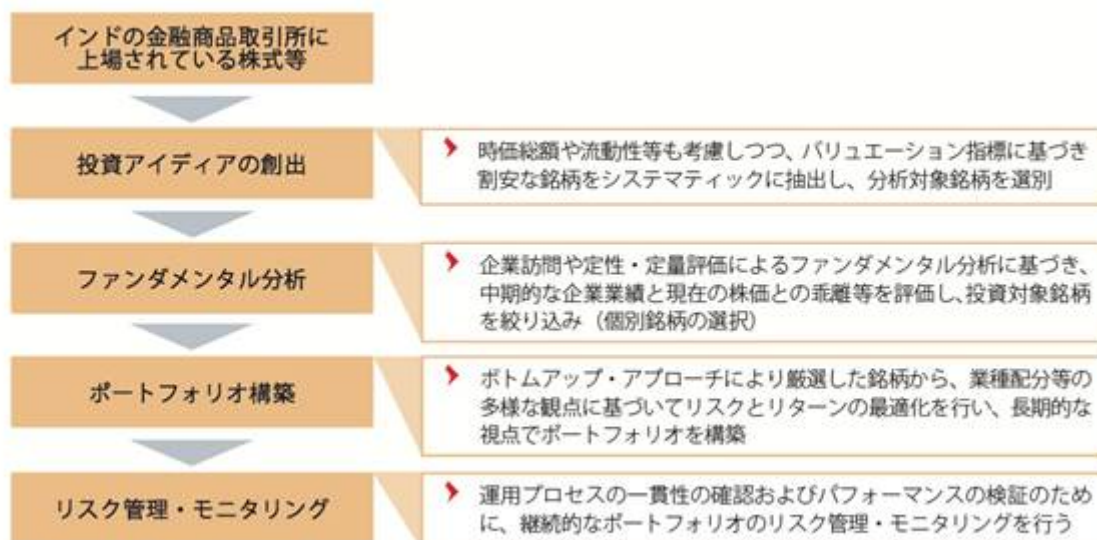 インドの金融商品取引所に
上場されている株式等
投資アイディアの創出
時価総額や流動性等も考慮しつつ、バリュエーション指標に基づき
割安な銘柄をシステマティックに抽出し、分析対象銘柄を選別
ファンダメンタル分析
企業訪問や定性・定量評価によるファンダメンタル分析に基づき、
中期的な企業業績と現在の株価との乖離等を評価し、投資対象銘柄
を絞り込み（個別銘柄の選択）
ポートフォリオ構築
ボトムアップ・アプローチにより厳選した銘柄から、業種配分等の
多様な観点に基づいてリスクとリターンの最適化を行い、長期的な
視点でポートフォリオを構築
リスク管理・モニタリング
運用プロセスの一貫性の確認およびパフォーマンスの検証のため
に、継続的なポートフォリオのリスク管理・モニタリングを行う